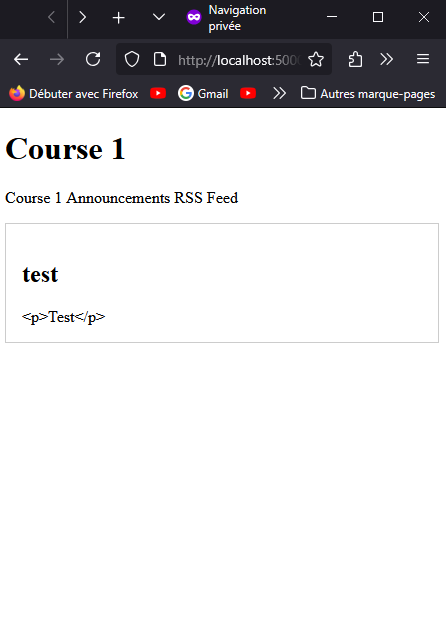 Navigation
privée
http://localhost:500
Débuter avec Firefox
Gmail
Autres marque-pages
Course 1
Course 1 Announcements RSS Feed
test
<p>Test</p>